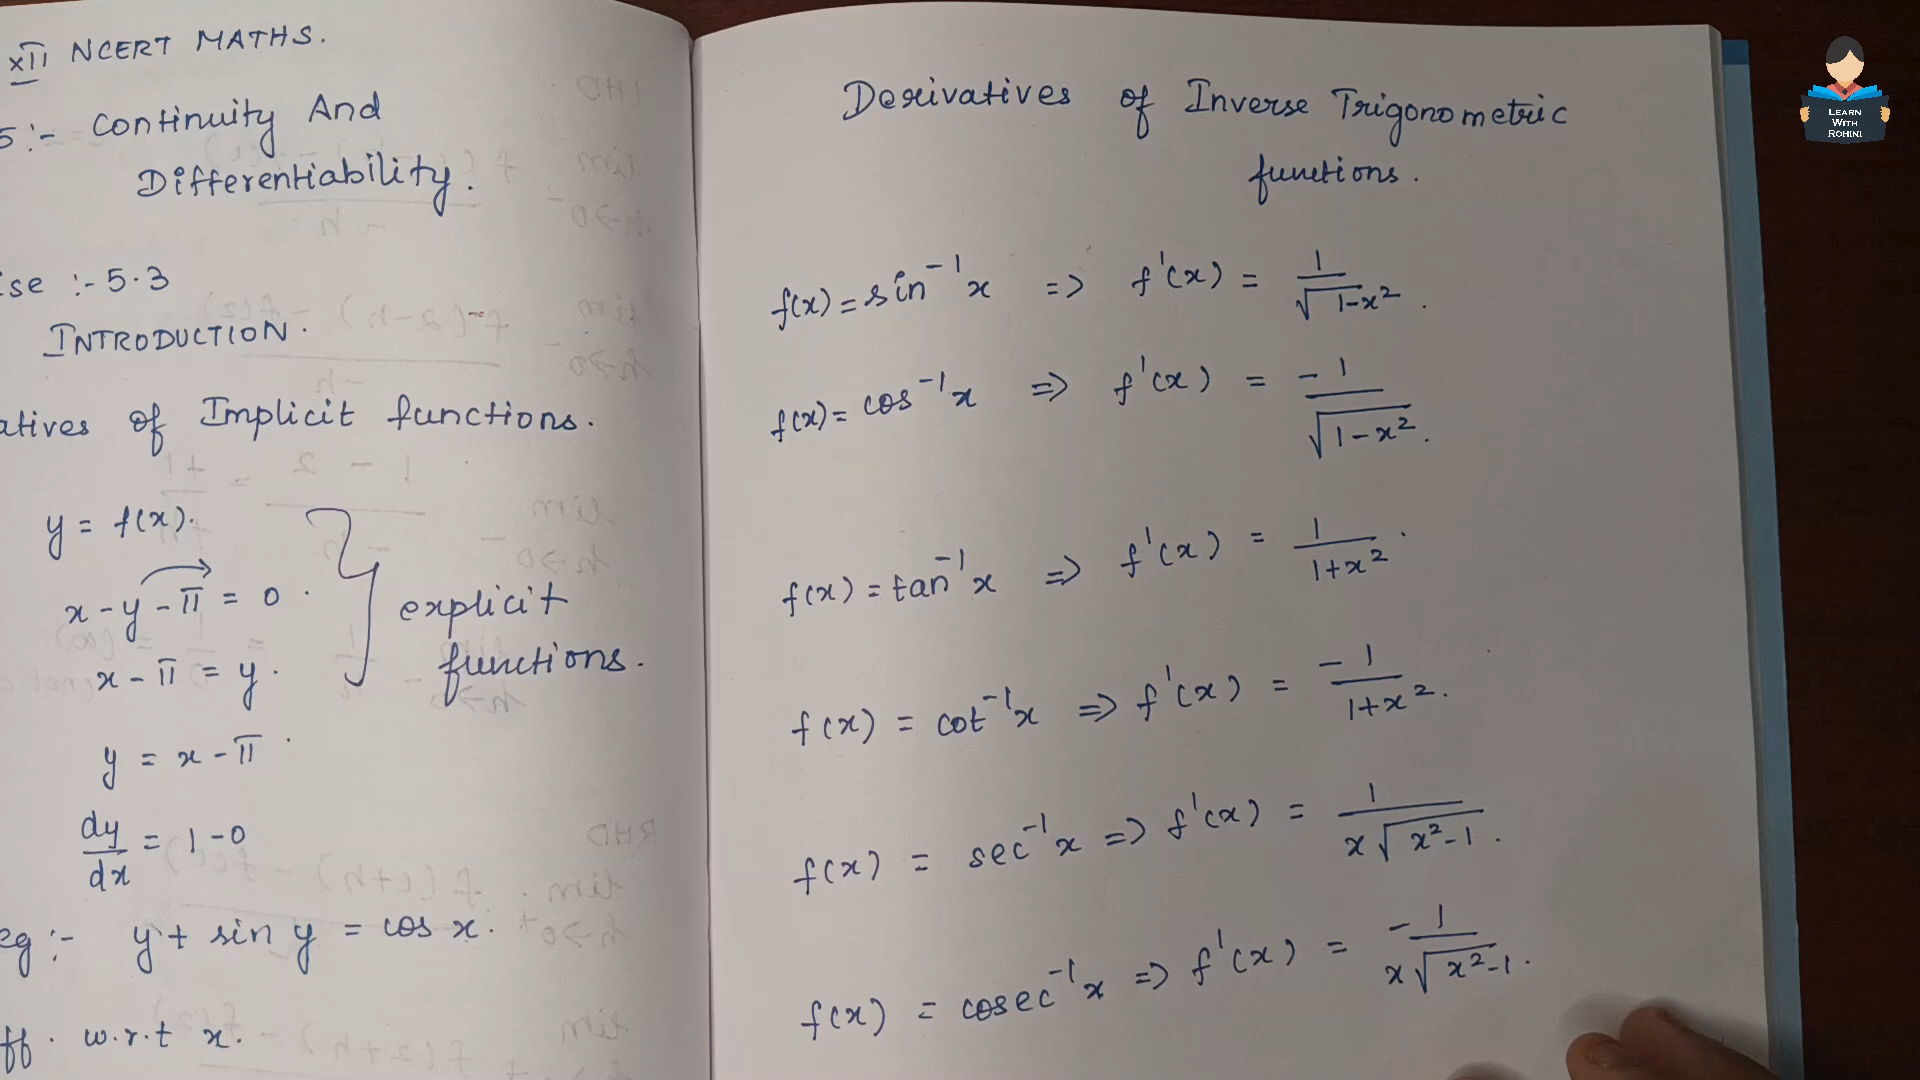 XII NCERT MATHS.
5 :- Continuity And
Differentiability.
ise :- 5.3
INTRODUCTION.
atives of Implicit functions.
y = f(x).
x - y - π = 0.
x - π = y.
explicit
functions.
y = x - π.
dy/dx = 1 - 0
eg :- y + sin y = cos x.
ff. w.r.t x.
Derivatives of Inverse Trigonometric
functions.
f(x) = sin⁻¹x => f'(x) = 1/√1-x².
f(x) = cos⁻¹x => f'(x) = -1/√1-x².
f(x) = tan⁻¹x => f'(x) = 1/1+x².
f(x) = cot⁻¹x => f'(x) = -1/1+x².
f(x) = sec⁻¹x => f'(x) = 1/x√x²-1.
f(x) = cosec⁻¹x => f'(x) = -1/x√x²-1.
LEARN
WITH
ROHINI